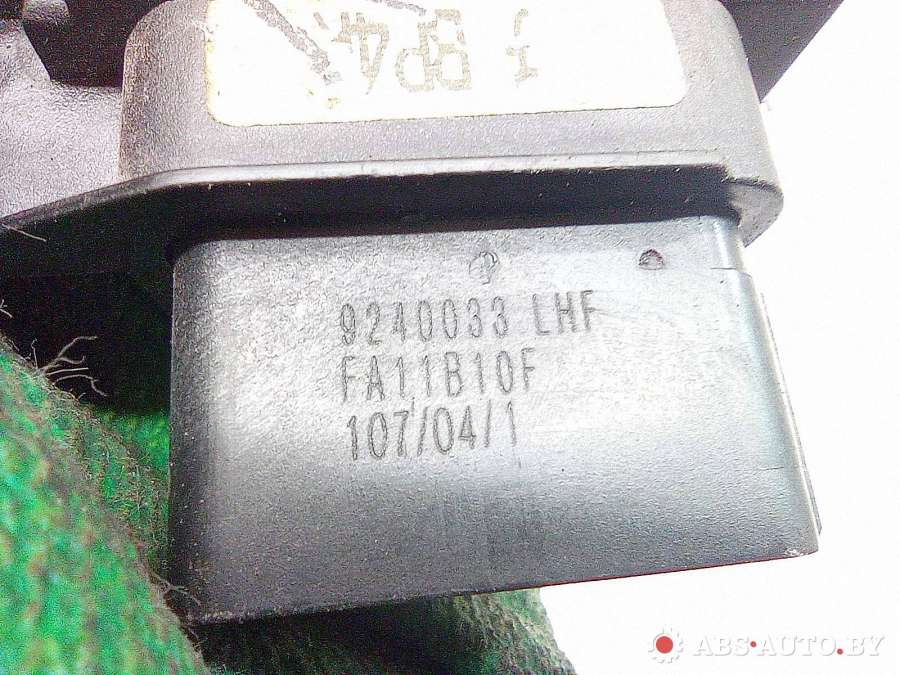 9240033 LHF
FA11B10F
107/04/1
ABS-AUTO.BY